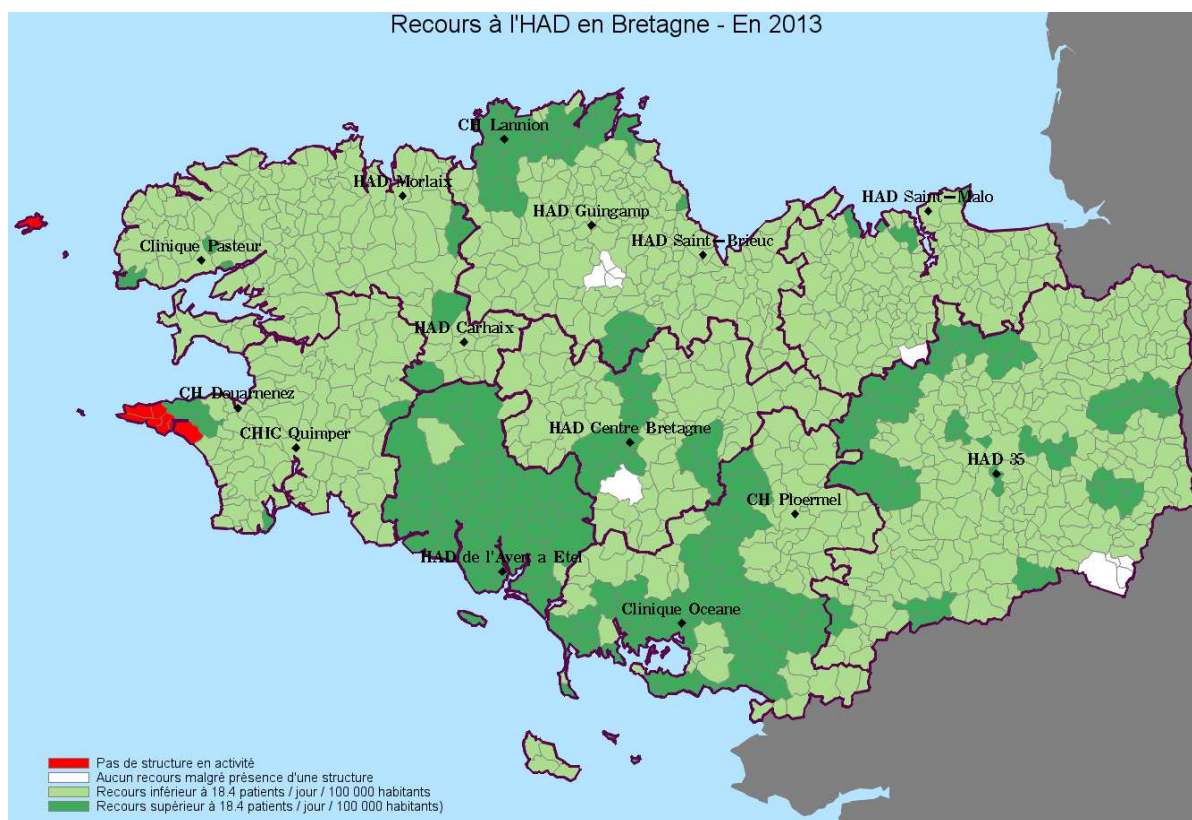 Recours à l'HAD en Bretagne - En 2013
CH Lannion
HAD Morlaix
HAD Saint-Malo
HAD Guingamp
HAD Saint-Brieuc
Clinique Pasteur
HAD Carhaix
CH Douarnenez
HAD Centre Bretagne
CHIC Quimper
HAD 35
CH Ploermel
HAD de l'Aven a Etel
Clinique Oceane
Pas de structure en activité
Aucun recours malgré présence d'une structure
Recours inférieur à 18.4 patients / jour / 100 000 habitants
Recours supérieur à 18.4 patients / jour / 100 000 habitants)